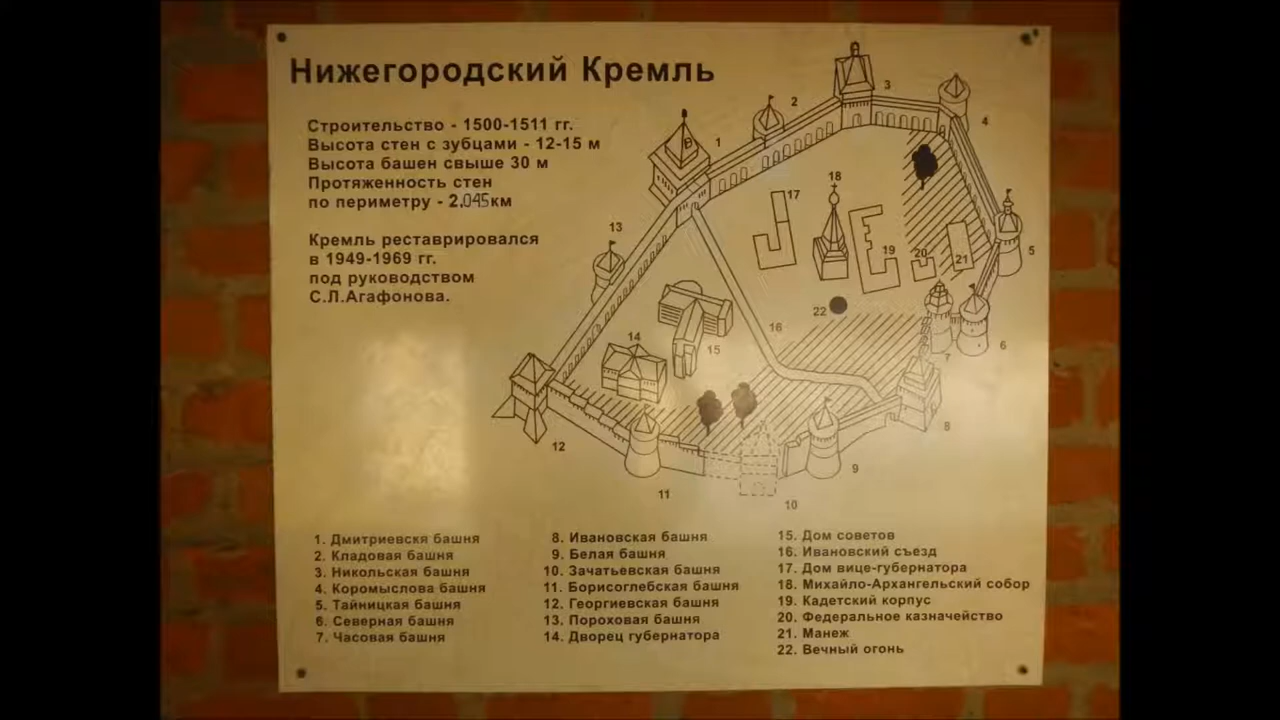 Нижегородский Кремль
Строительство - 1500-1511 гг.
Высота стен с зубцами - 12-15 м
Высота башен свыше 30 м
Протяженность стен
по периметру - 2,045км
Кремль реставрировался
в 1949-1969 гг.
под руководством
С.Л.Агафонова.
1
2
3
4
5
6
7
8
9
10
11
12
13
14
15
16
17
18
19
20
21
22
1. Дмитриевскя башня
2. Кладовая башня
3. Никольская башня
4. Коромыслова башня
5. Тайницкая башня
6. Северная башня
7. Часовая башня
8. Ивановская башня
9. Белая башня
10. Зачатьевская башня
11. Борисоглебская башня
12. Георгиевская башня
13. Пороховая башня
14. Дворец губернатора
15. Дом советов
16. Ивановский съезд
17. Дом вице-губернатора
18. Михайло-Архангельский собор
19. Кадетский корпус
20. Федеральное казначейство
21. Манеж
22. Вечный огонь